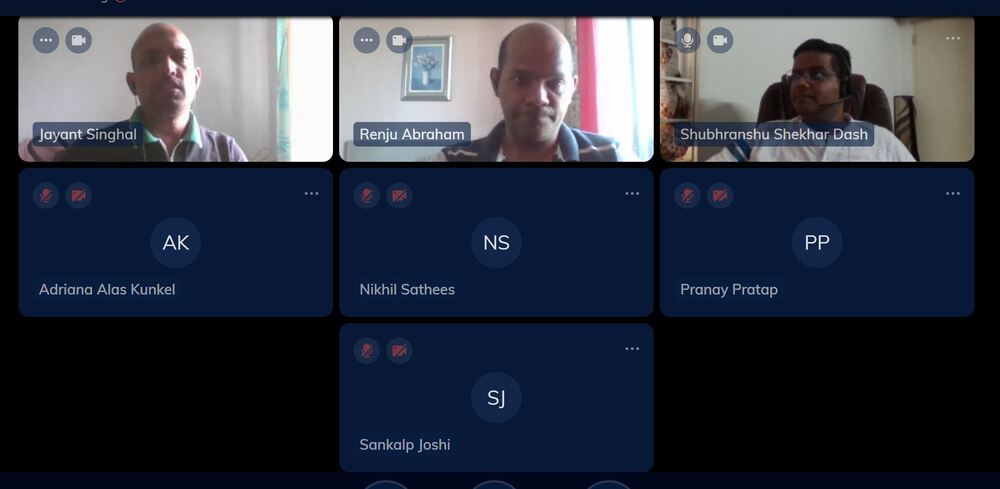 Jayant Singhal
Renju Abraham
Shubhranshu Shekhar Dash
AK
NS
PP
Adriana Alas Kunkel
Nikhil Sathees
Pranay Pratap
SJ
Sankalp Joshi